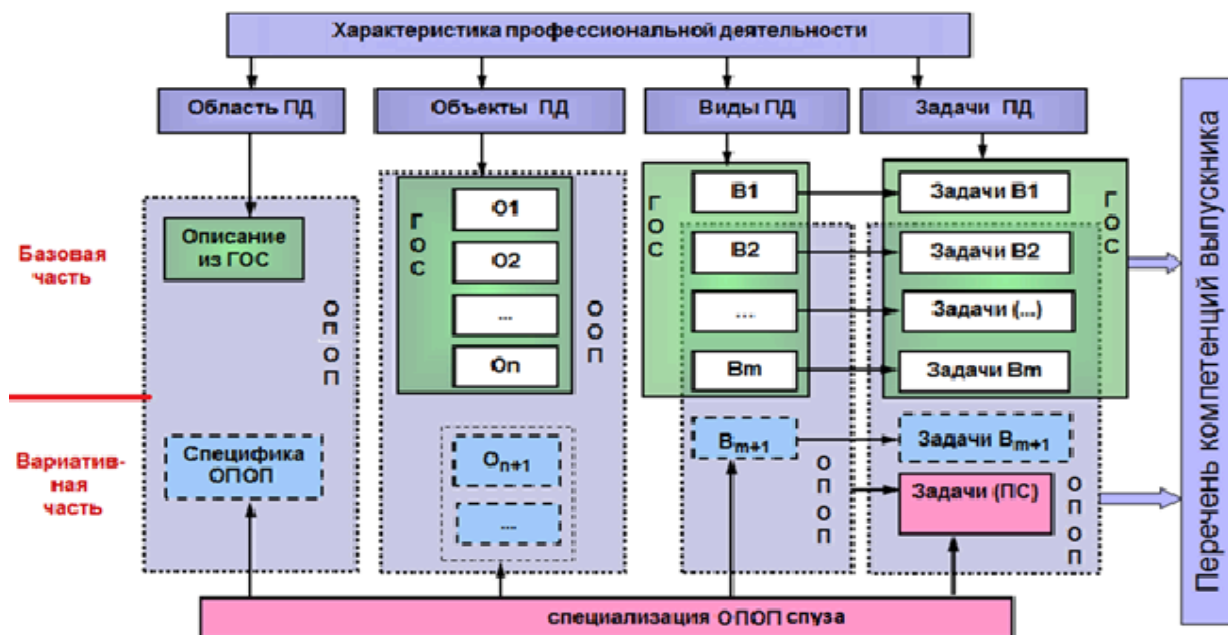 Характеристика профессиональной деятельности
Область ПД
Объекты ПД
Виды ПД
Задачи ПД
Базовая
часть
Вариатив-
ная
часть
Описание
из ГОС
ОПОП
Специфика
ОПОП
ГОС
О1
О2
...
Оn
ООП
On+1
...
ГОС
В1
В2
...
Вm
Вm+1
ОПОП
Задачи В1
Задачи В2
Задачи (...)
Задачи Вm
ГОС
Задачи Вm+1
Задачи (ПС)
ОПОП
специализация ОПОП спуза
Перечень компетенций выпускника